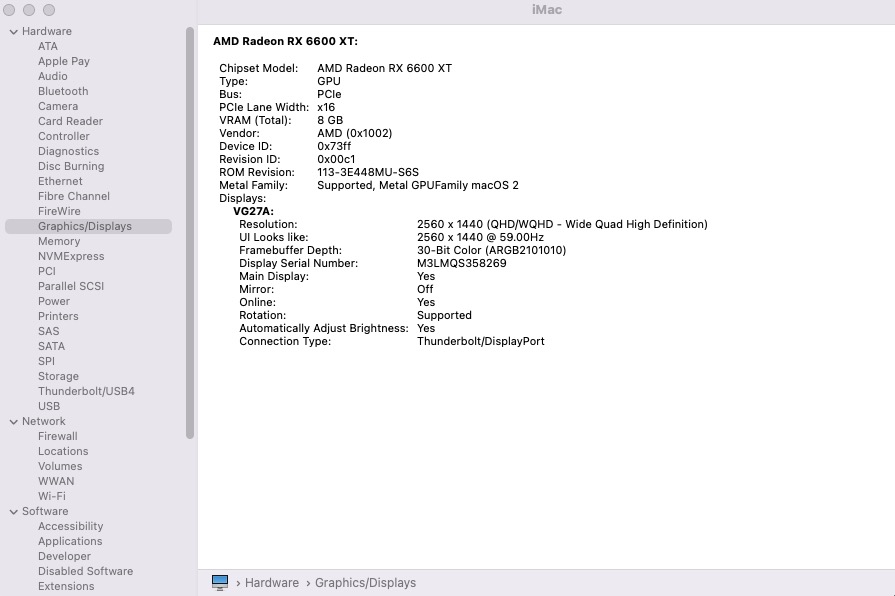 iMac
Hardware
ATA
Apple Pay
Audio
Bluetooth
Camera
Card Reader
Controller
Diagnostics
Disc Burning
Ethernet
Fibre Channel
FireWire
Graphics/Displays
Memory
NVMExpress
PCI
Parallel SCSI
Power
Printers
SAS
SATA
SPI
Storage
Thunderbolt/USB4
USB
Network
Firewall
Locations
Volumes
WWAN
Wi-Fi
Software
Accessibility
Applications
Developer
Disabled Software
Extensions
AMD Radeon RX 6600 XT:
Chipset Model: AMD Radeon RX 6600 XT
Type: GPU
Bus: PCIe
PCIe Lane Width: x16
VRAM (Total): 8 GB
Vendor: AMD (0x1002)
Device ID: 0x73ff
Revision ID: 0x00c1
ROM Revision: 113-3E448MU-S6S
Metal Family: Supported, Metal GPUFamily macOS 2
Displays:
VG27A:
Resolution: 2560 x 1440 (QHD/WQHD - Wide Quad High Definition)
UI Looks like: 2560 x 1440 @ 59.00Hz
Framebuffer Depth: 30-Bit Color (ARGB2101010)
Display Serial Number: M3LMQS358269
Main Display: Yes
Mirror: Off
Online: Yes
Rotation: Supported
Automatically Adjust Brightness: Yes
Connection Type: Thunderbolt/DisplayPort
› Hardware › Graphics/Displays